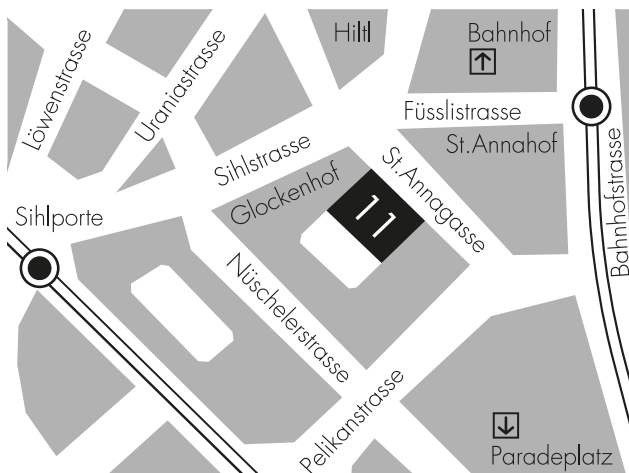 Hiltl
Bahnhof
Löwenstrasse
Uraniastrasse
Füsslistrasse
St.Annahof
Sihlstrasse
St.Annagasse
Glockenhof
11
Sihlporte
Bahnhofstrasse
Nüschelerstrasse
Pelikanstrasse
Paradeplatz